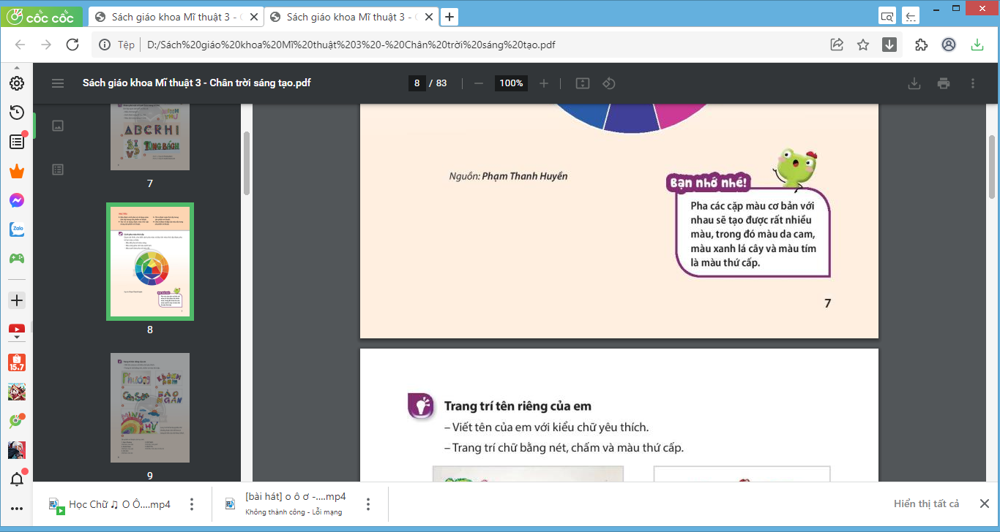 cốc cốc
Sách giáo khoa Mĩ thuật 3 - C
Sách giáo khoa Mĩ thuật 3 - C
Tệp
D:/Sách%20giáo%20khoa%20Mĩ%20thuật%203%20-%20Chân%20trời%20sáng%20tạo.pdf
Sách giáo khoa Mĩ thuật 3 - Chân trời sáng tạo.pdf
8 / 83
100%
ABCRHI
TÙNG BÁCH
7
8
Phương
BẢO
NGÂN
MINH
THƯ
9
Zalo
15.7
Nguồn: Phạm Thanh Huyền
Bạn nhớ nhé!
Pha các cặp màu cơ bản với
nhau sẽ tạo được rất nhiều
màu, trong đó màu da cam,
màu xanh lá cây và màu tím
là màu thứ cấp.
7
Trang trí tên riêng của em
– Viết tên của em với kiểu chữ yêu thích.
– Trang trí chữ bằng nét, chấm và màu thứ cấp.
Học Chữ ♫ O Ô....mp4
[bài hát] o ô ơ -....mp4
Không thành công - Lỗi mạng
Hiển thị tất cả